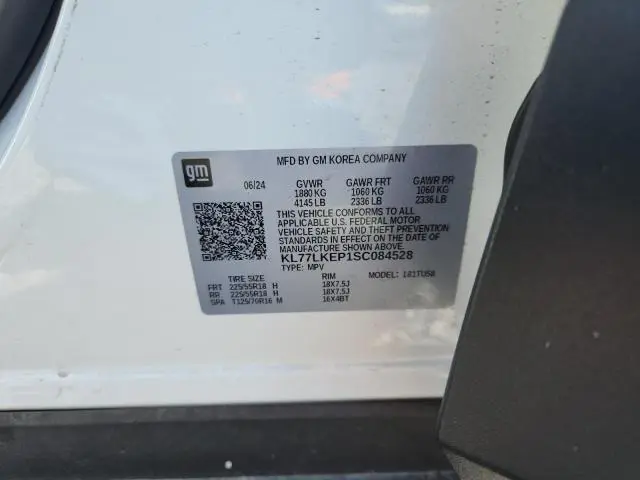 MFD BY GM KOREA COMPANY
gm
06/24 GVWR GAWR FRT GAWR RR
1880 KG 1060 KG 1060 KG
4145 LB 2336 LB 2336 LB
THIS VEHICLE CONFORMS TO ALL
APPLICABLE U.S. FEDERAL MOTOR
VEHICLE SAFETY AND THEFT
PREVENTION STANDARDS IN
EFFECT ON THE DATE OF
MANUFACTURE SHOWN ABOVE.
KL77LKEP1SC084528
TYPE: MPV MODEL: 181TU58
TIRE SIZE RIM
FRT 225/55R18 H 18X7.5J
RR 225/55R18 H 18X7.5J
SPA T125/70R16 M 16X4BT